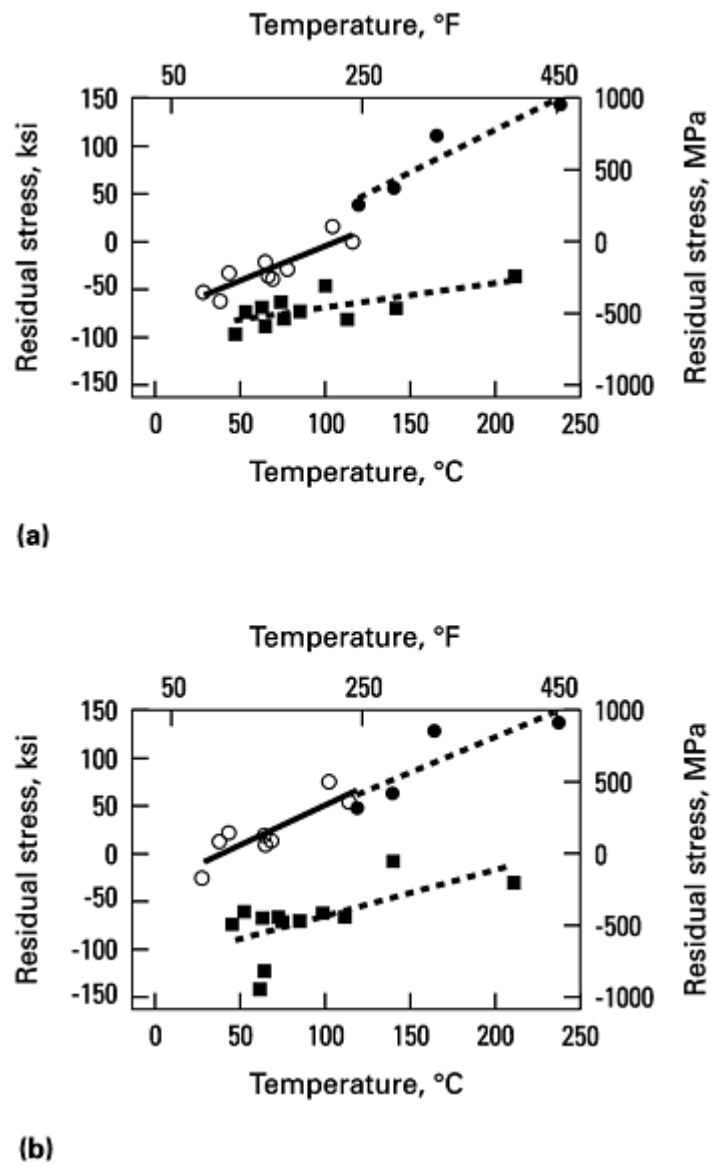 Temperature, °F
50 250 450
150 1000
100
50 500
0 0
-50
-100 -500
-150 -1000
Residual stress, ksi
Residual stress, MPa
0 50 100 150 200 250
Temperature, °C
(a)
Temperature, °F
50 250 450
150 1000
100
50 500
0 0
-50
-100 -500
-150 -1000
Residual stress, ksi
Residual stress, MPa
0 50 100 150 200 250
Temperature, °C
(b)